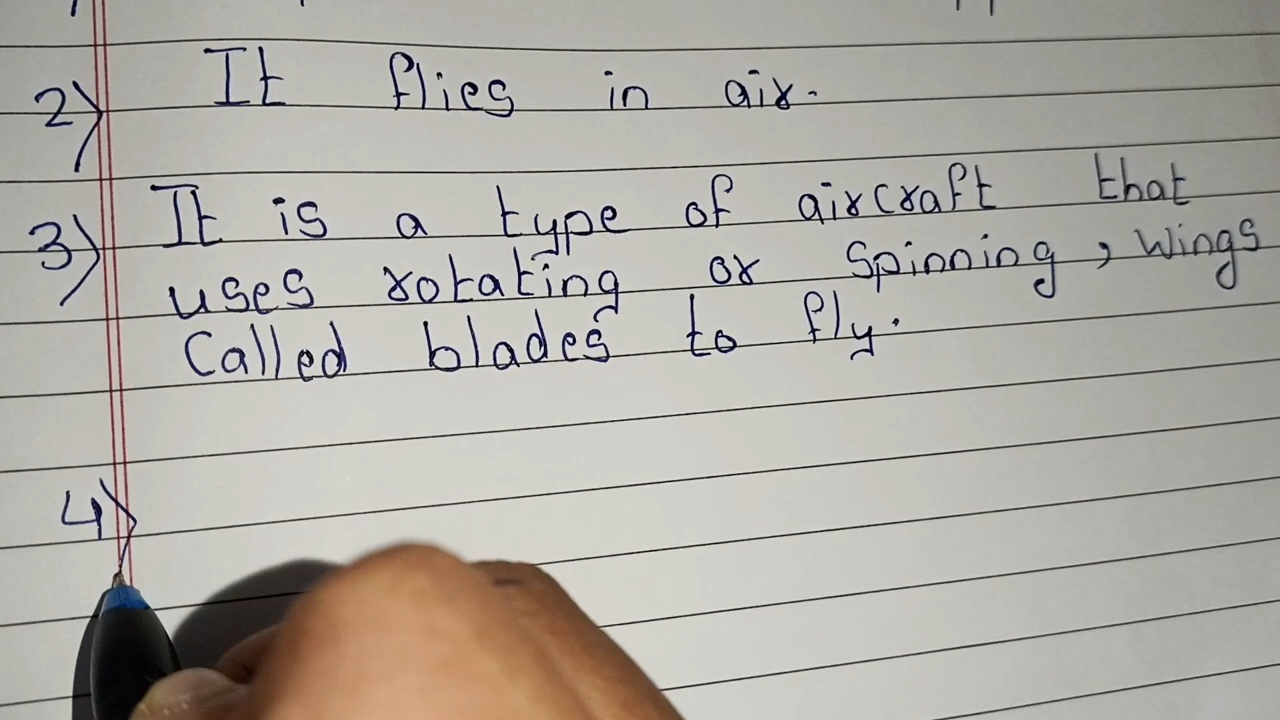 2) It flies in air.
3) It is a type of aircraft that
uses rotating or spinning, wings
Called blades to fly.
4)